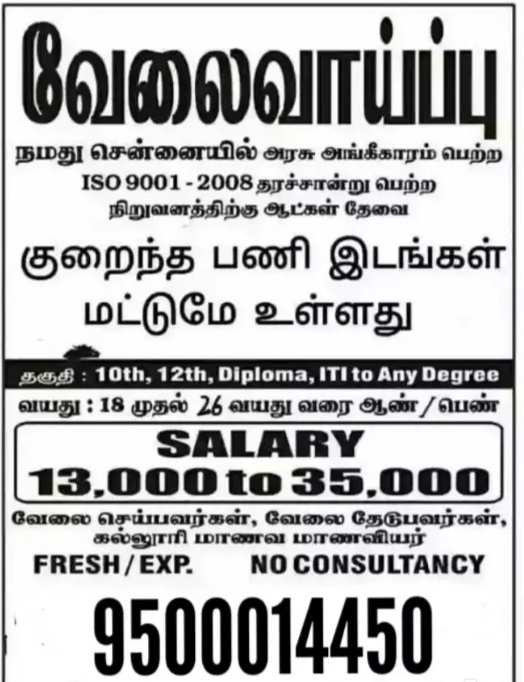 வேலைவாய்ப்பு
நமது சென்னையில் அரசு அங்கீகாரம் பெற்ற
ISO 9001 - 2008 தரச்சான்று பெற்ற
நிறுவனத்திற்கு ஆட்கள் தேவை
குறைந்த பணி இடங்கள்
மட்டுமே உள்ளது
தகுதி : 10th, 12th, Diploma, ITI to Any Degree
வயது : 18 முதல் 26 வயது வரை ஆண் / பெண்
SALARY
13,000 to 35,000
வேலை செய்பவர்கள், வேலை தேடுபவர்கள்,
கல்லூரி மாணவ மாணவியர்
FRESH / EXP. NO CONSULTANCY
9500014450